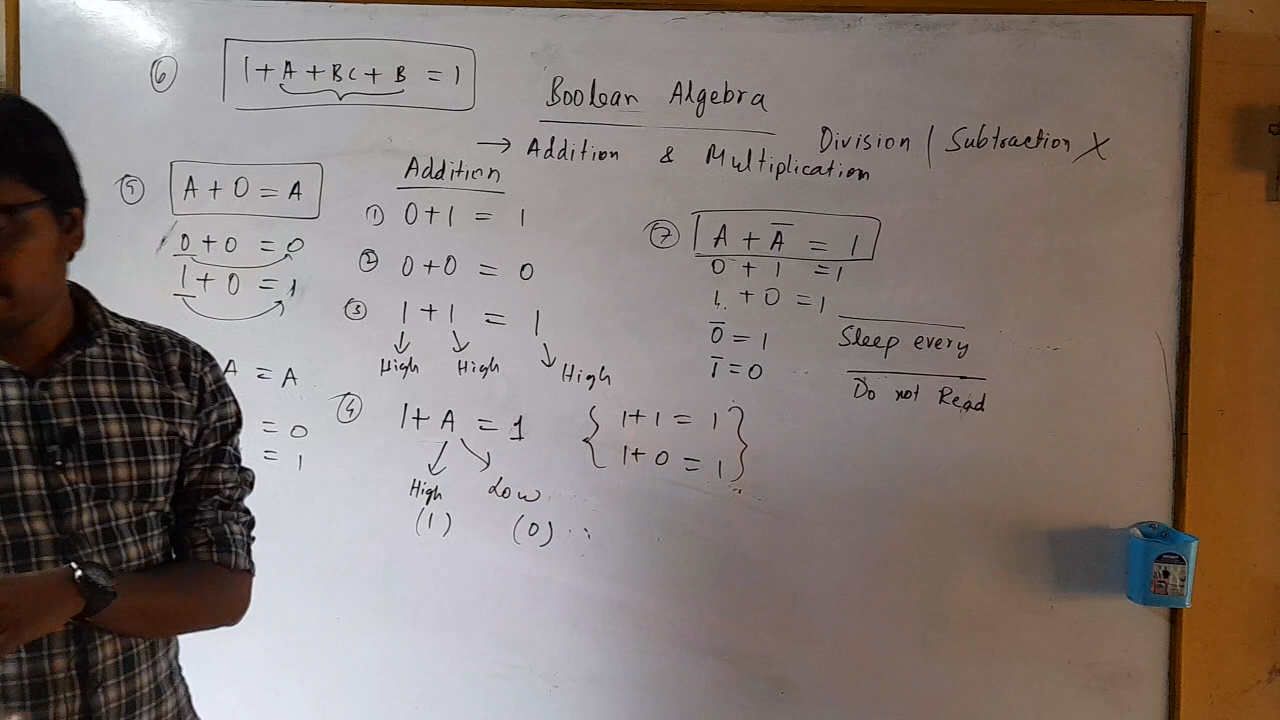 ⑥ 1 + A + BC + B = 1
Boolean Algebra
→ Addition & Multiplication
Division / Subtraction X
⑤ A + 0 = A
0 + 0 = 0
1 + 0 = 1
A = A
= 0
= 1
Addition
① 0 + 1 = 1
② 0 + 0 = 0
③ 1 + 1 = 1
High High High
④ 1 + A = 1
High Low
(1) (0)
{ 1 + 1 = 1 }
{ 1 + 0 = 1 }
⑦ A + A̅ = 1
0 + 1 = 1
1 + 0 = 1
0̅ = 1
1̅ = 0
Sleep every
Do not Read